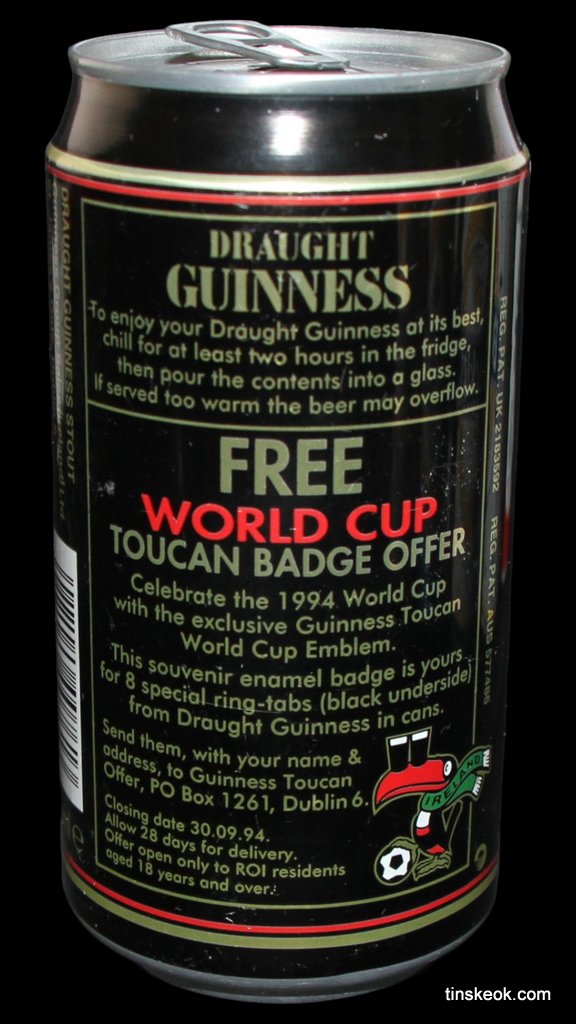 DRAUGHT
GUINNESS
To enjoy your Draught Guinness at its best,
chill for at least two hours in the fridge,
then pour the contents into a glass.
If served too warm the beer may overflow.
FREE
WORLD CUP
TOUCAN BADGE OFFER
Celebrate the 1994 World Cup
with the exclusive Guinness Toucan
World Cup Emblem.
This souvenir enamel badge is yours
for 8 special ring-tabs (black underside)
from Draught Guinness in cans.
Send them, with your name &
address, to Guinness Toucan
Offer, PO Box 1261, Dublin 6.
Closing date 30.09.94.
Allow 28 days for delivery.
Offer open only to ROI residents
aged 18 years and over.
IRELAND
DRAUGHT GUINNESS STOUT
REG. PAT. UK 2183592 REG. PAT. AUS 577486
tinskeok.com